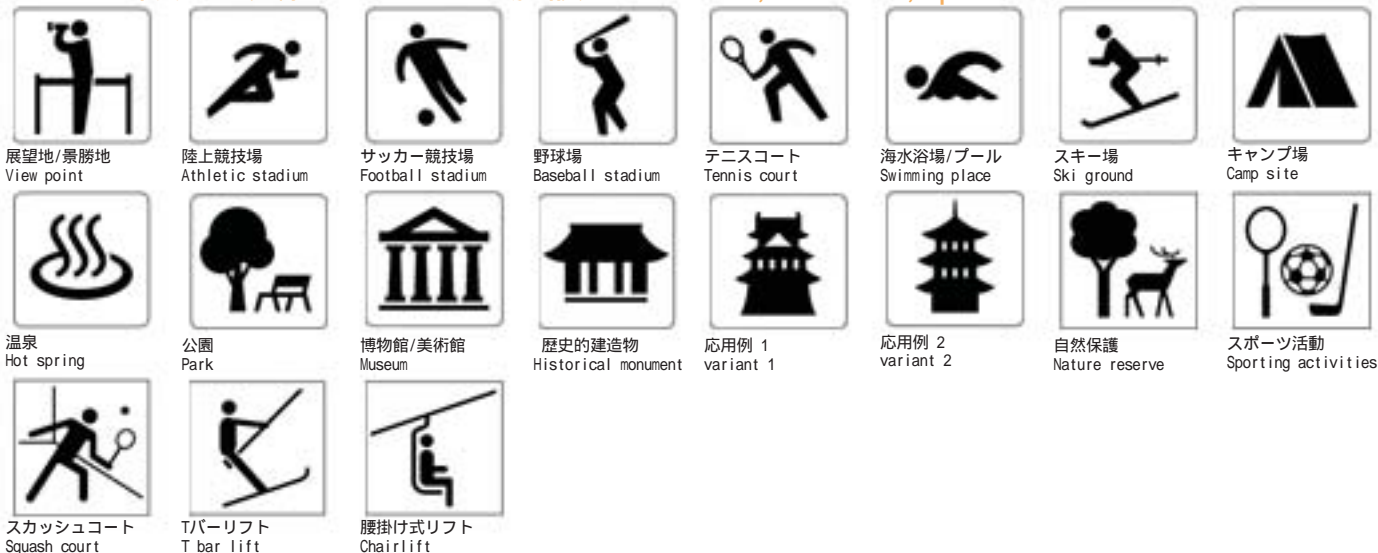 展望地/景勝地
View point
陸上競技場
Athletic stadium
サッカー競技場
Football stadium
野球場
Baseball stadium
テニスコート
Tennis court
海水浴場/プール
Swimming place
スキー場
Ski ground
キャンプ場
Camp site
温泉
Hot spring
公園
Park
博物館/美術館
Museum
歴史的建造物
Historical monument
応用例 1
variant 1
応用例 2
variant 2
自然保護
Nature reserve
スポーツ活動
Sporting activities
スカッシュコート
Squash court
Tバーリフト
T bar lift
腰掛け式リフト
Chairlift